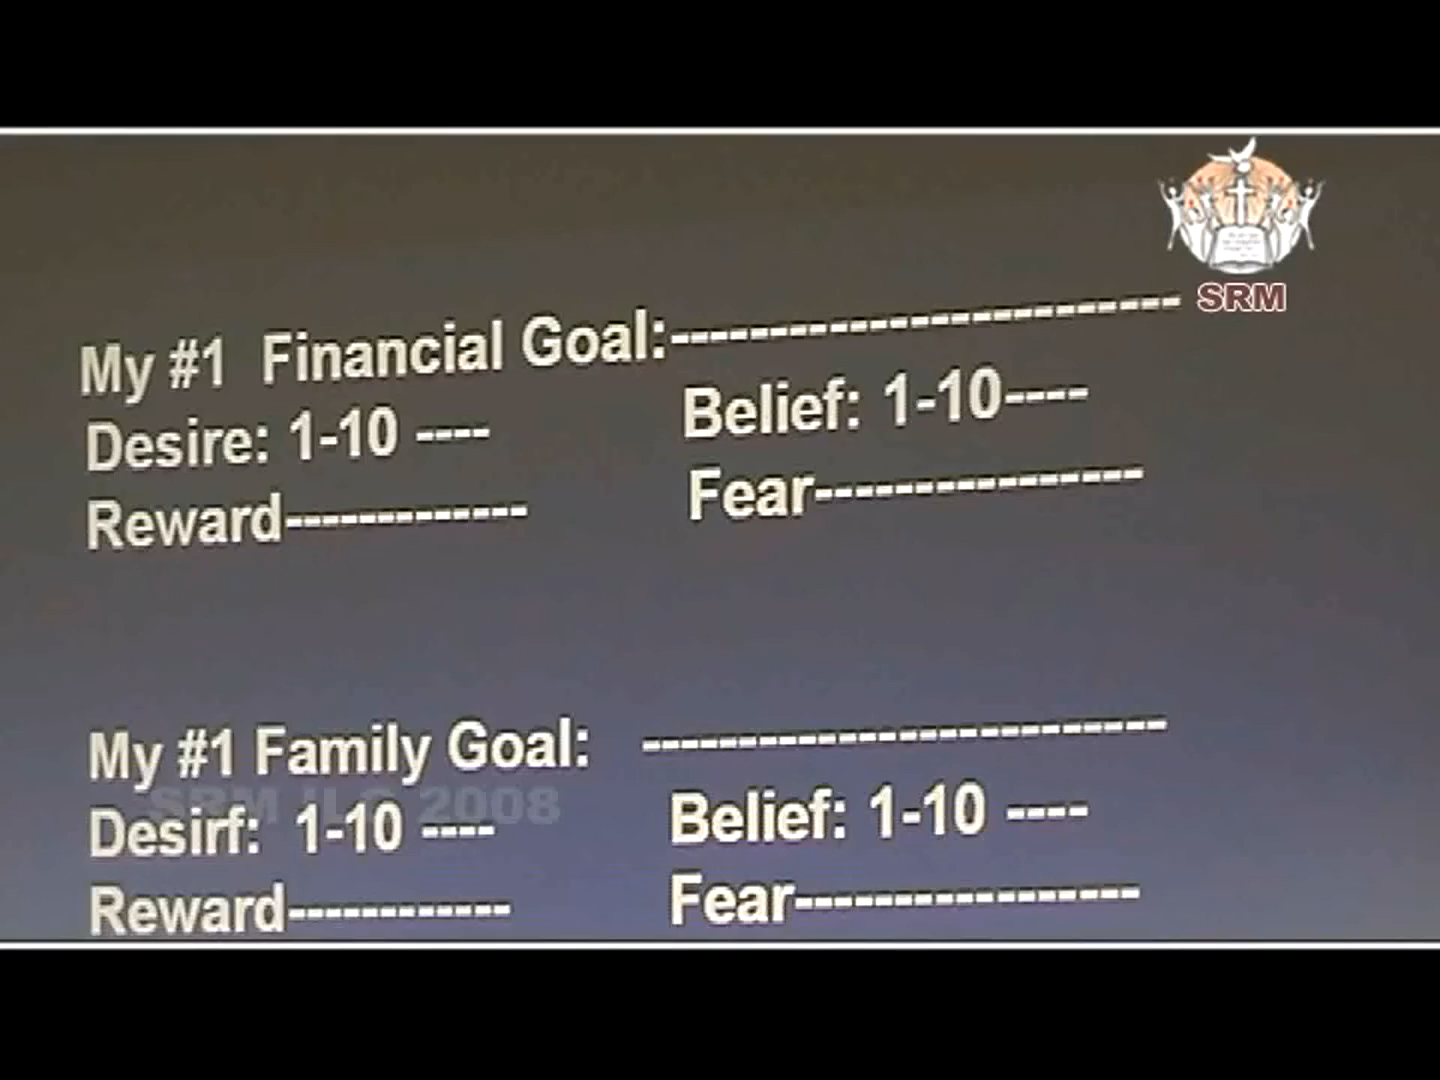 SRM
My #1 Financial Goal:--------------------------
Desire: 1-10 ---- Belief: 1-10----
Reward------------- Fear-----------------
My #1 Family Goal: --------------------------
SRM ILC 2008
Desirf: 1-10 ---- Belief: 1-10 ----
Reward------------ Fear-----------------